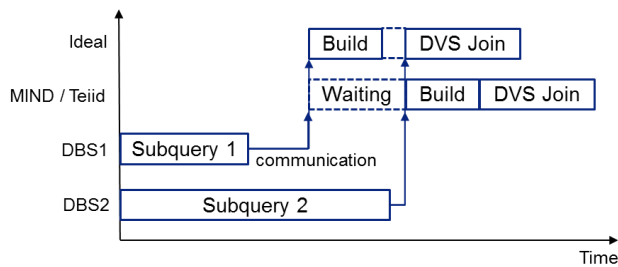 Ideal
Build
DVS Join
MIND / Teiid
Waiting
Build
DVS Join
DBS1
Subquery 1
communication
DBS2
Subquery 2
Time